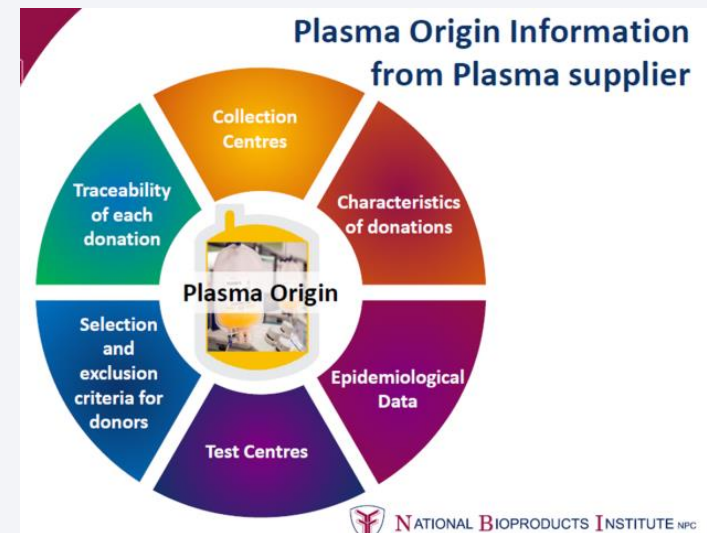 Plasma Origin Information
from Plasma supplier
Collection
Centres
Characteristics
of donations
Epidemiological
Data
Test Centres
Selection
and
exclusion
criteria for
donors
Traceability
of each
donation
Plasma Origin
NATIONAL BIOPRODUCTS INSTITUTE NPC